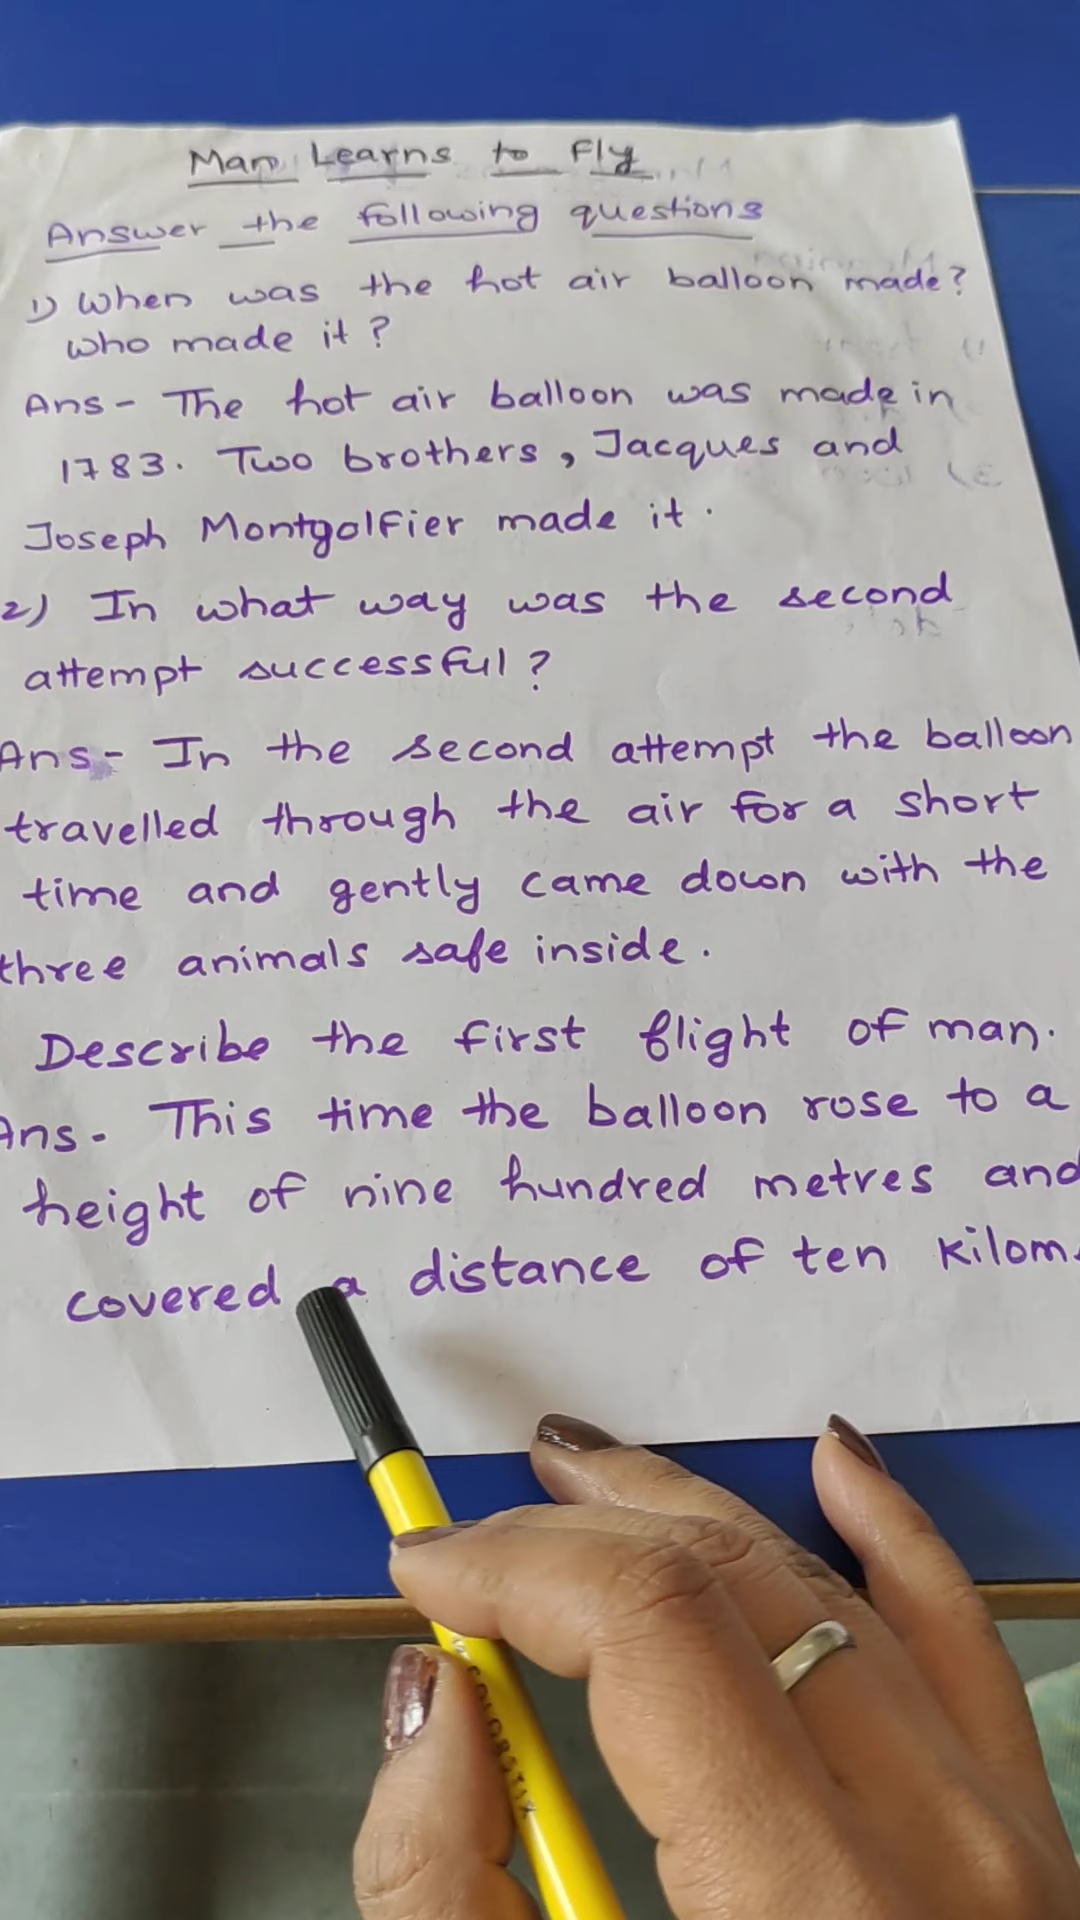 Man Learns to Fly
Answer the following questions
1) When was the hot air balloon made?
Who made it?
Ans- The hot air balloon was made in
1783. Two brothers, Jacques and
Joseph Montgolfier made it.
2) In what way was the second
attempt successful?
Ans- In the second attempt the balloon
travelled through the air for a short
time and gently came down with the
three animals safe inside.
Describe the first flight of man.
Ans. This time the balloon rose to a
height of nine hundred metres and
covered a distance of ten kilom
COLORSTIX